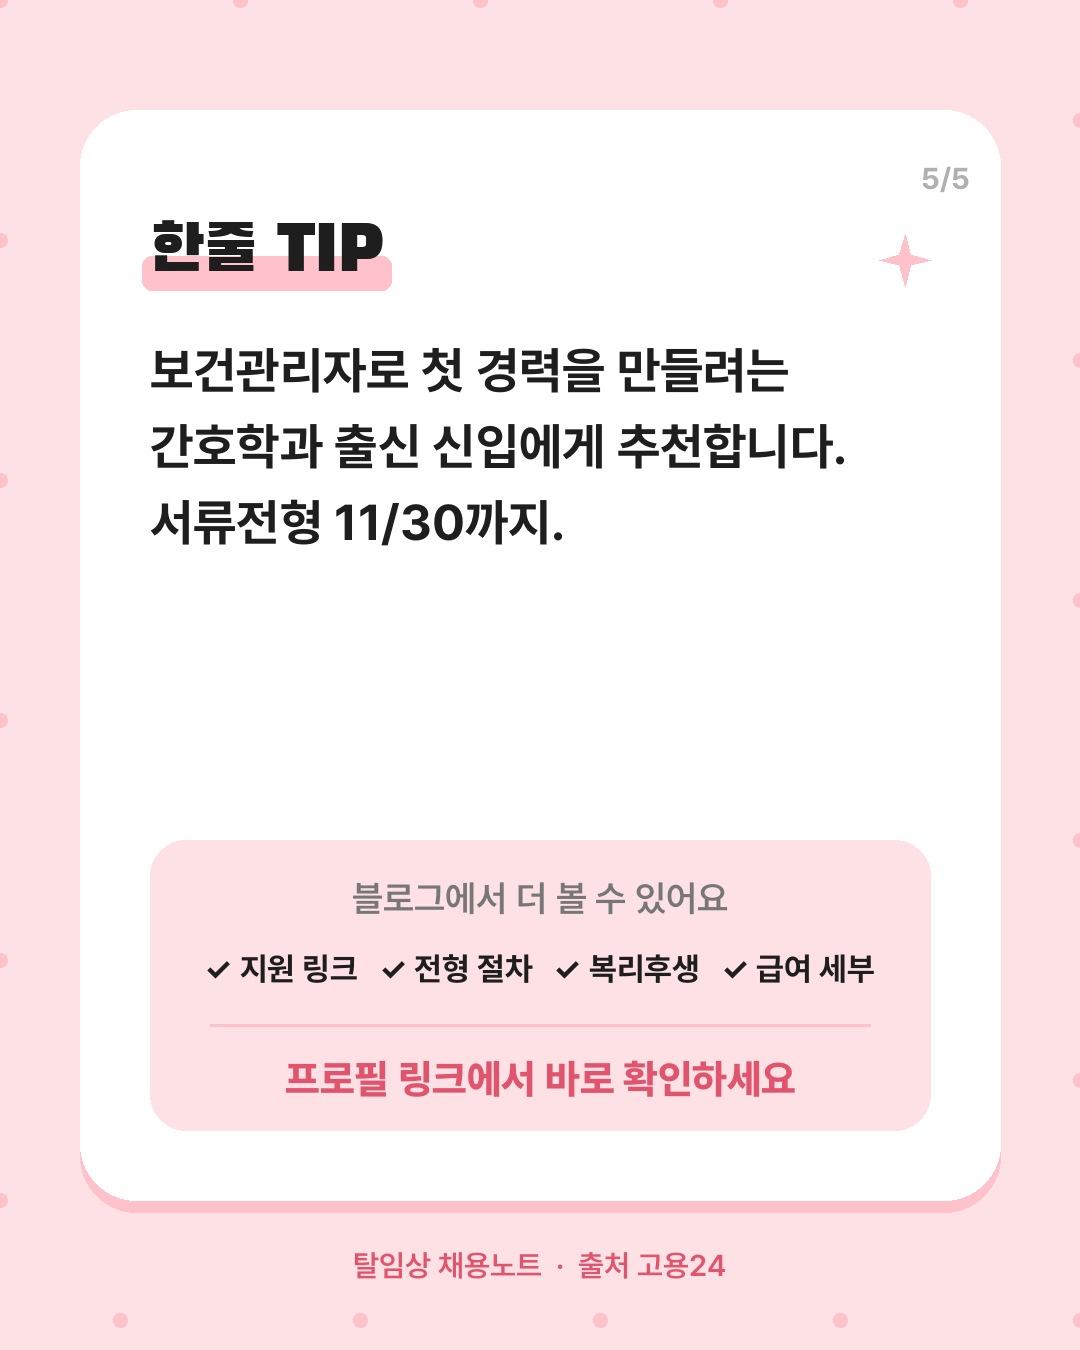 5/5
한줄 TIP
보건관리자로 첫 경력을 만들려는
간호학과 출신 신입에게 추천합니다.
서류전형 11/30까지.
블로그에서 더 볼 수 있어요
✓ 지원 링크 ✓ 전형 절차 ✓ 복리후생 ✓ 급여 세부
프로필 링크에서 바로 확인하세요
탈임상 채용노트 · 출처 고용24